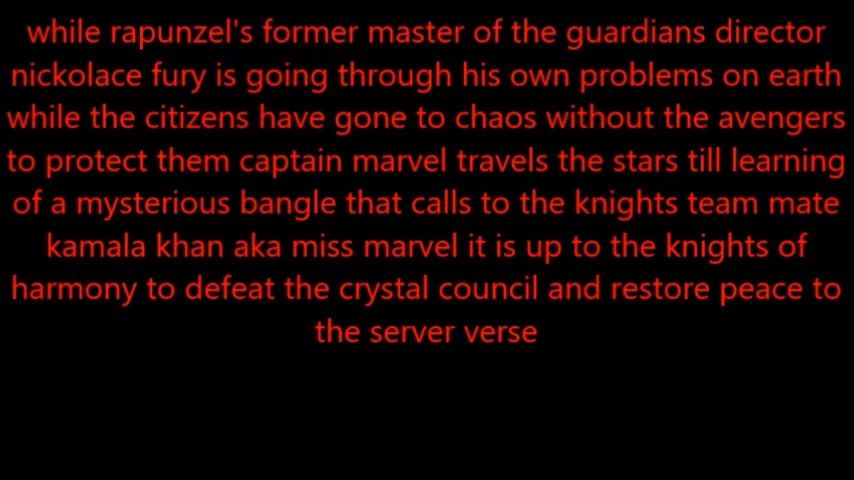 while rapunzel's former master of the guardians director
nickolace fury is going through his own problems on earth
while the citizens have gone to chaos without the avengers
to protect them captain marvel travels the stars till learning
of a mysterious bangle that calls to the knights team mate
kamala khan aka miss marvel it is up to the knights of
harmony to defeat the crystal council and restore peace to
the server verse